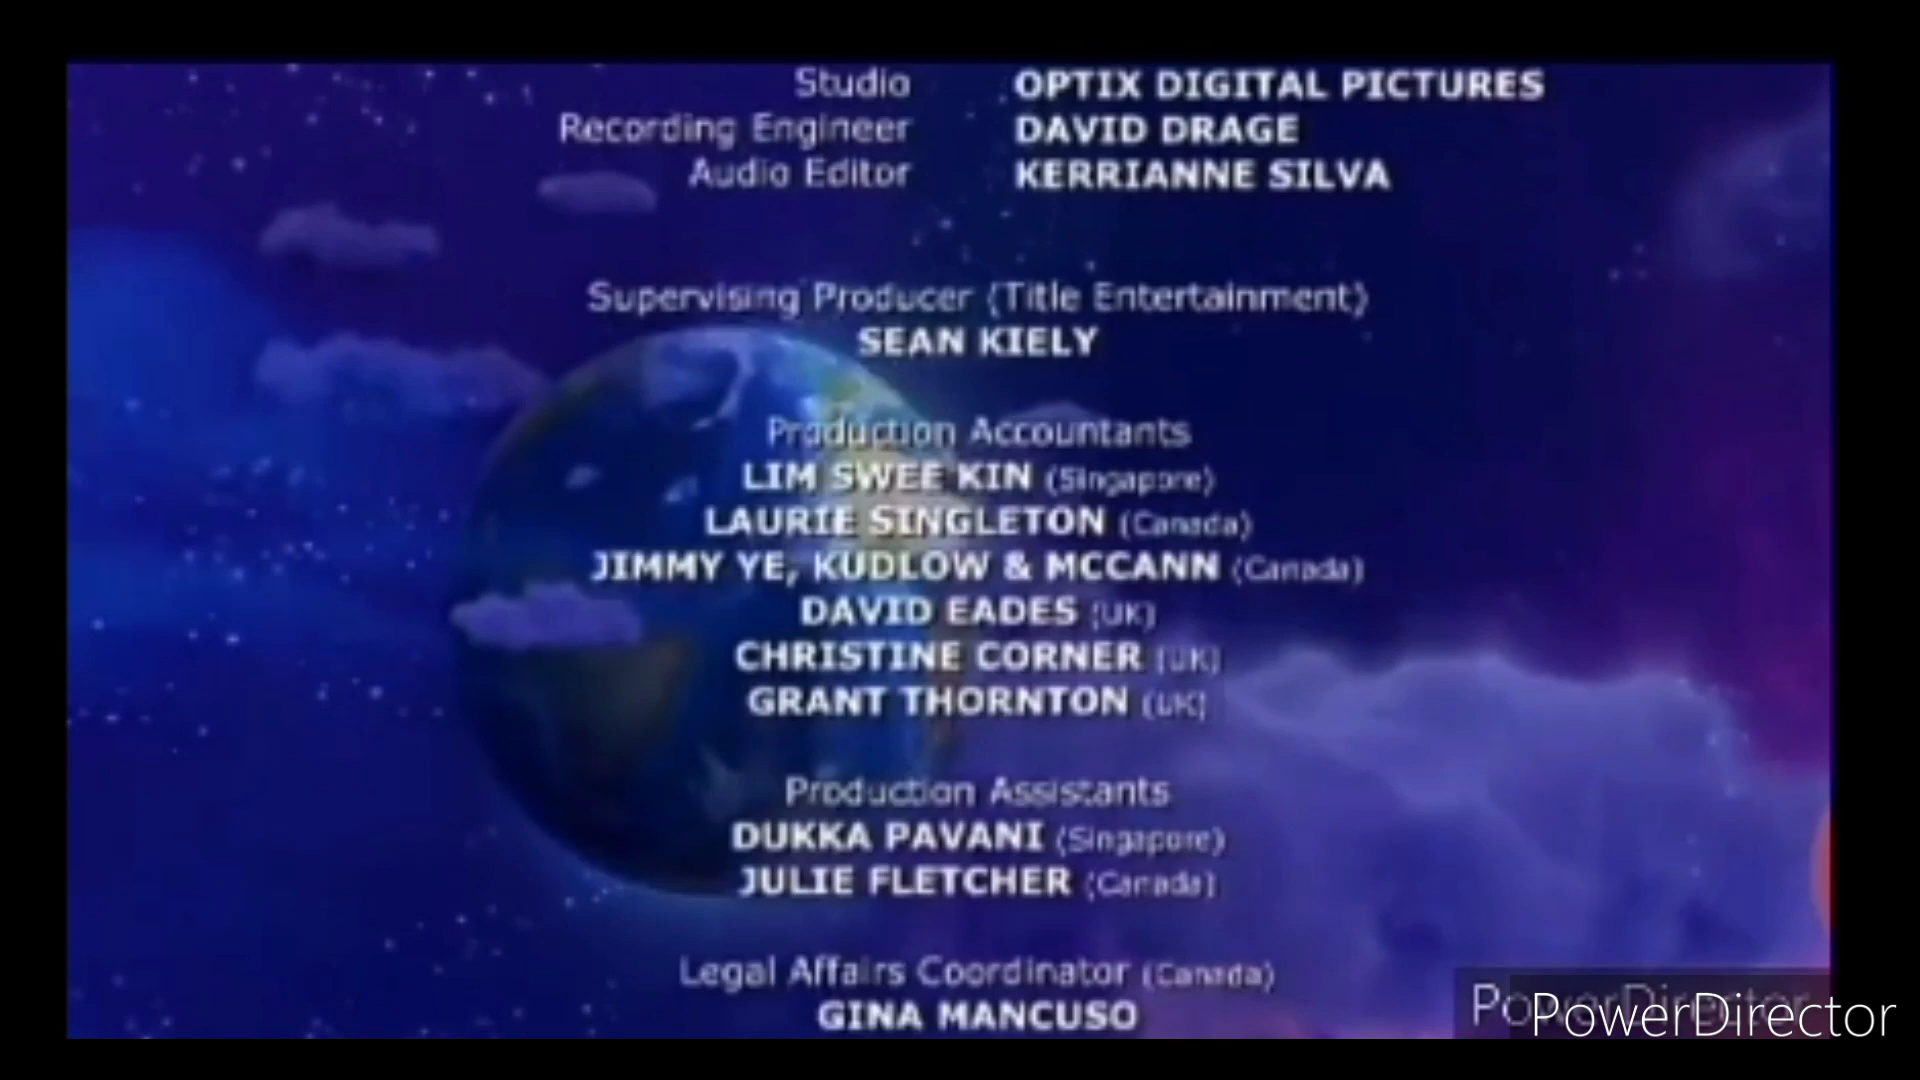 Studio OPTIX DIGITAL PICTURES
Recording Engineer DAVID DRAGE
Audio Editor KERRIANNE SILVA
Supervising Producer (Title Entertainment)
SEAN KIELY
Production Accountants
LIM SWEE KIN (Singapore)
LAURIE SINGLETON (Canada)
JIMMY YE, KUDLOW & MCCANN (Canada)
DAVID EADES (UK)
CHRISTINE CORNER (UK)
GRANT THORNTON (UK)
Production Assistants
DUKKA PAVANI (Singapore)
JULIE FLETCHER (Canada)
Legal Affairs Coordinator (Canada)
GINA MANCUSO
PowerDirector
PowerDirector